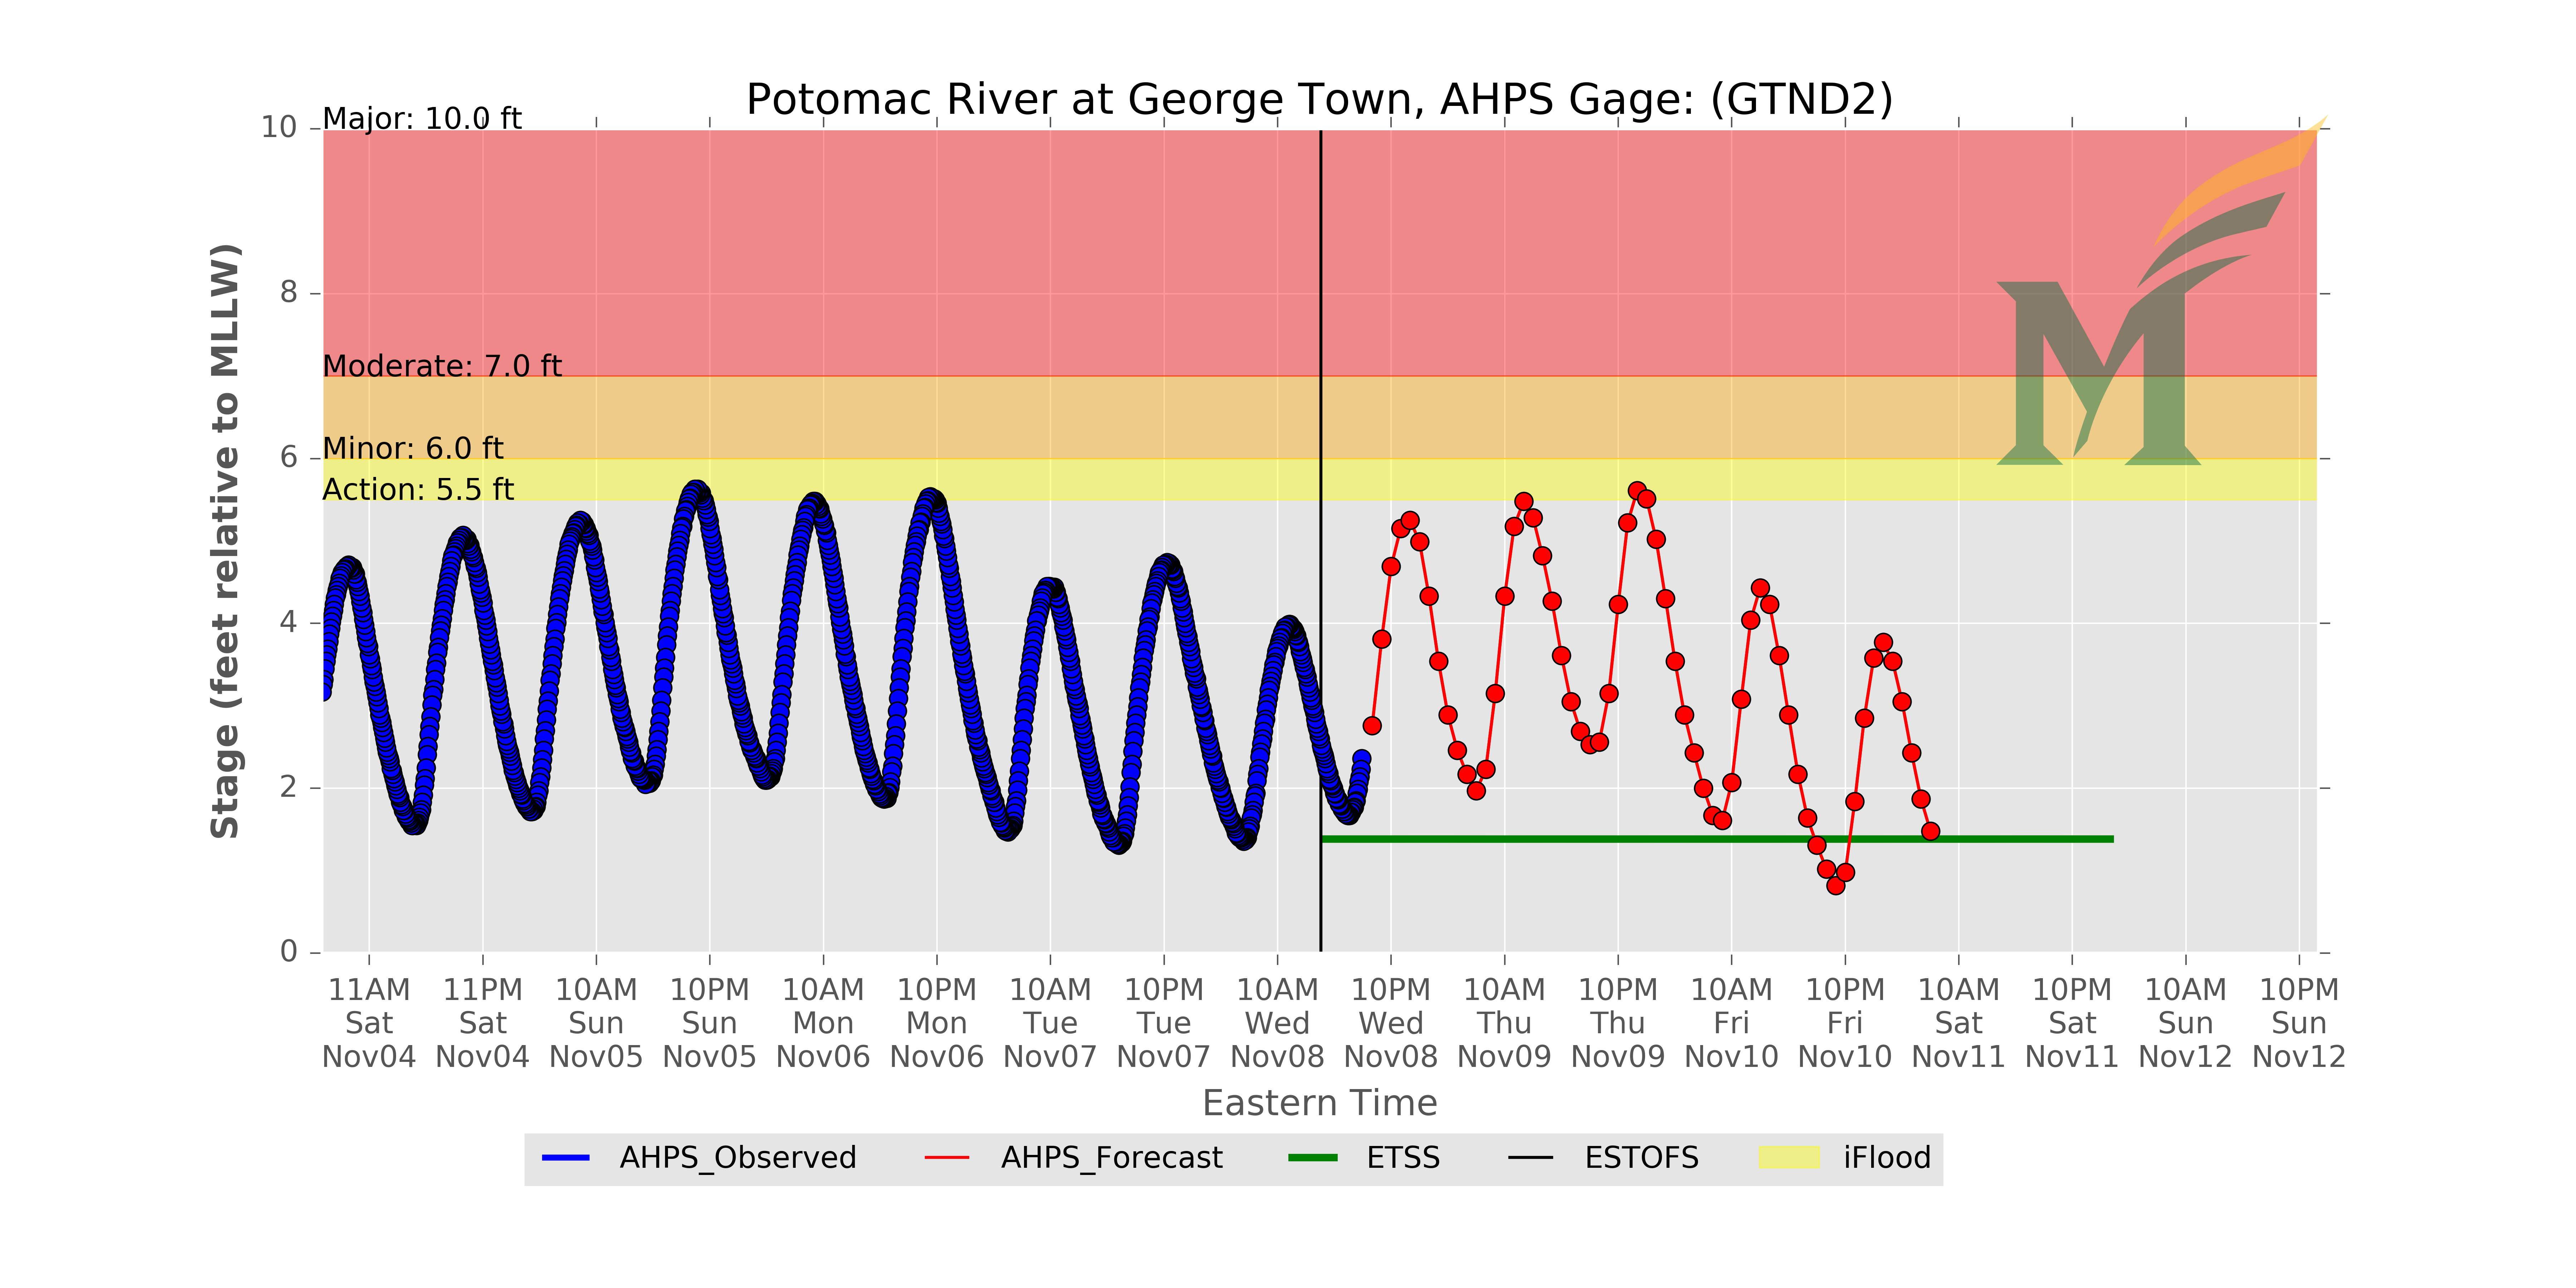 Potomac River at George Town, AHPS Gage: (GTND2)
Major: 10.0 ft
Moderate: 7.0 ft
Minor: 6.0 ft
Action: 5.5 ft
10
8
6
4
2
0
Stage (feet relative to MLLW)
11AM 11PM 10AM 10PM 10AM 10PM 10AM 10PM 10AM 10PM 10AM 10PM 10AM 10PM 10AM 10PM 10AM 10PM
Sat Sat Sun Sun Mon Mon Tue Tue Wed Wed Thu Thu Fri Fri Sat Sat Sun Sun
Nov04 Nov04 Nov05 Nov05 Nov06 Nov06 Nov07 Nov07 Nov08 Nov08 Nov09 Nov09 Nov10 Nov10 Nov11 Nov11 Nov12 Nov12
Eastern Time
AHPS_Observed AHPS_Forecast ETSS ESTOFS iFlood